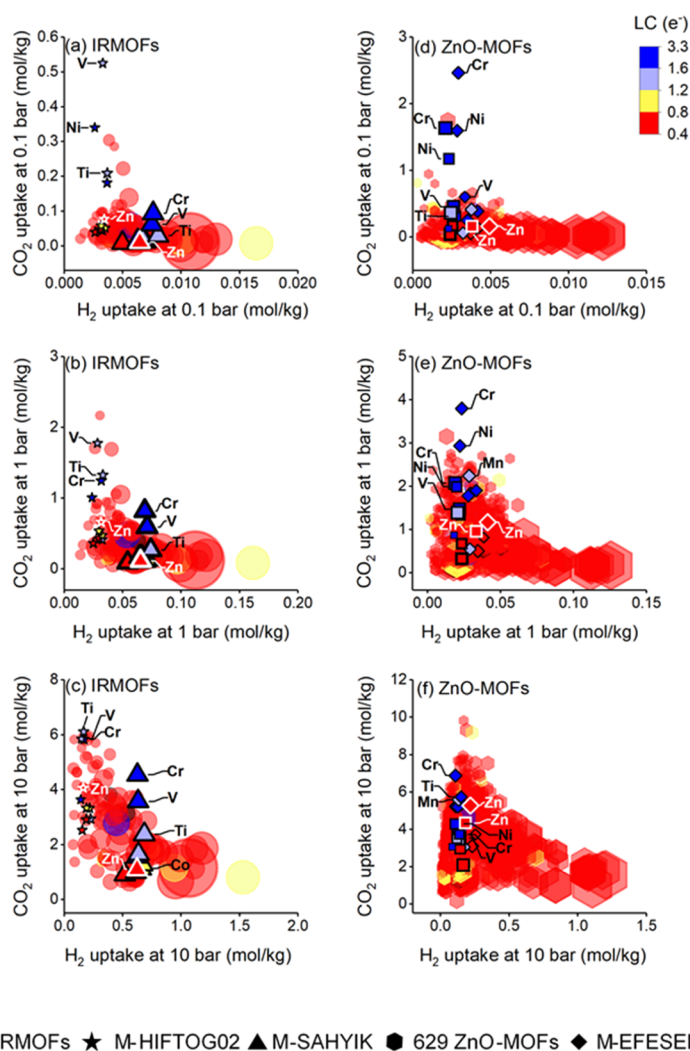 LC (e-)
3.3
1.6
1.2
0.8
0.4
(a) IRMOFs
CO2 uptake at 0.1 bar (mol/kg)
0.6
0.5
0.4
0.3
0.2
0.1
0.0
V
Ni
Ti
Zn
Cr
V
Ti
Zn
0.000
0.005
0.010
0.015
0.020
H2 uptake at 0.1 bar (mol/kg)
(d) ZnO-MOFs
CO2 uptake at 0.1 bar (mol/kg)
3
2
1
0
Cr
Cr
Ni
Ni
V
V
Ti
Zn
Zn
0.000
0.005
0.010
0.015
H2 uptake at 0.1 bar (mol/kg)
(b) IRMOFs
CO2 uptake at 1 bar (mol/kg)
3
2
1
0
V
Ti
Cr
Zn
Cr
V
Ti
Zn
0.00
0.05
0.10
0.15
0.20
H2 uptake at 1 bar (mol/kg)
(e) ZnO-MOFs
CO2 uptake at 1 bar (mol/kg)
5
4
3
2
1
0
Cr
Ni
Cr
Mn
Ni
V
Zn
Zn
0.00
0.05
0.10
0.15
H2 uptake at 1 bar (mol/kg)
(c) IRMOFs
CO2 uptake at 10 bar (mol/kg)
8
6
4
2
0
Ti
V
Cr
Zn
Cr
V
Ti
Zn
Co
0.0
0.5
1.0
1.5
2.0
H2 uptake at 10 bar (mol/kg)
(f) ZnO-MOFs
CO2 uptake at 10 bar (mol/kg)
12
10
8
6
4
2
0
Cr
Ti
Mn
Zn
Zn
Ni
Cr
V
0.0
0.5
1.0
1.5
H2 uptake at 10 bar (mol/kg)
RMOFs ★ M-HIFTOG02 ▲ M-SAHYIK ⬢ 629 ZnO-MOFs ◆ M-EFESE